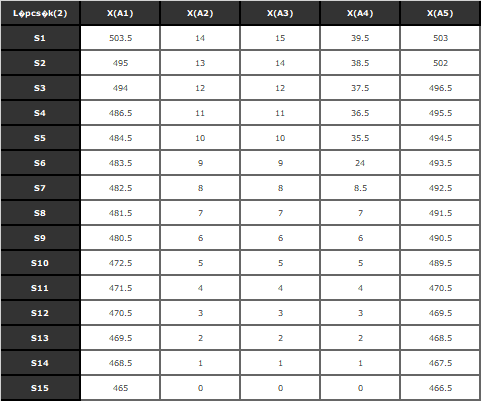 L�pcs�k(2) X(A1) X(A2) X(A3) X(A4) X(A5)
S1 503.5 14 15 39.5 503
S2 495 13 14 38.5 502
S3 494 12 12 37.5 496.5
S4 486.5 11 11 36.5 495.5
S5 484.5 10 10 35.5 494.5
S6 483.5 9 9 24 493.5
S7 482.5 8 8 8.5 492.5
S8 481.5 7 7 7 491.5
S9 480.5 6 6 6 490.5
S10 472.5 5 5 5 489.5
S11 471.5 4 4 4 470.5
S12 470.5 3 3 3 469.5
S13 469.5 2 2 2 468.5
S14 468.5 1 1 1 467.5
S15 465 0 0 0 466.5